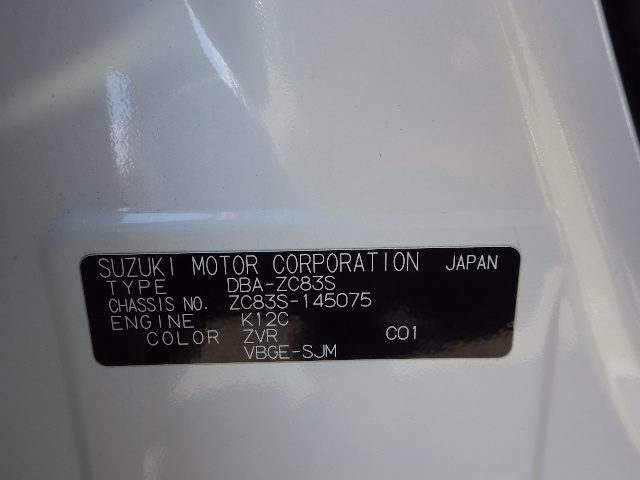 SUZUKI MOTOR CORPORATION JAPAN
TYPE DBA-ZC83S
CHASSIS NO. ZC83S-145075
ENGINE K12C
COLOR ZVR C01
VBGE-SJM